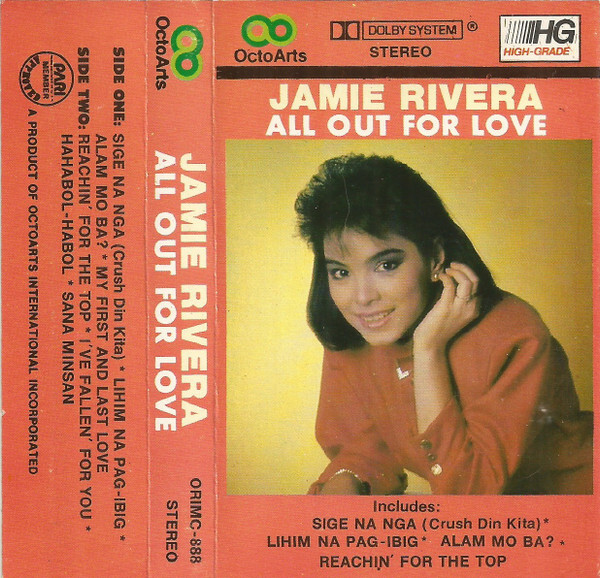 PARI
MEMBER
SIDE ONE: SIGE NA NGA (Crush Din Kita) * LIHIM NA PAG-IBIG *
ALAM MO BA? * MY FIRST AND LAST LOVE
SIDE TWO: REACHIN' FOR THE TOP * I'VE FALLEN' FOR YOU *
HAHABOL-HABOL * SANA MINSAN
A PRODUCT OF OCTOARTS INTERNATIONAL INCORPORATED
OctoArts
JAMIE RIVERA
ALL OUT FOR LOVE
ORIMC-888
STEREO
OctoArts
DOLBY SYSTEM ®
STEREO
HG
HIGH-GRADE
JAMIE RIVERA
ALL OUT FOR LOVE
Includes:
SIGE NA NGA (Crush Din Kita)*
LIHIM NA PAG-IBIG* ALAM MO BA? *
REACHIN' FOR THE TOP